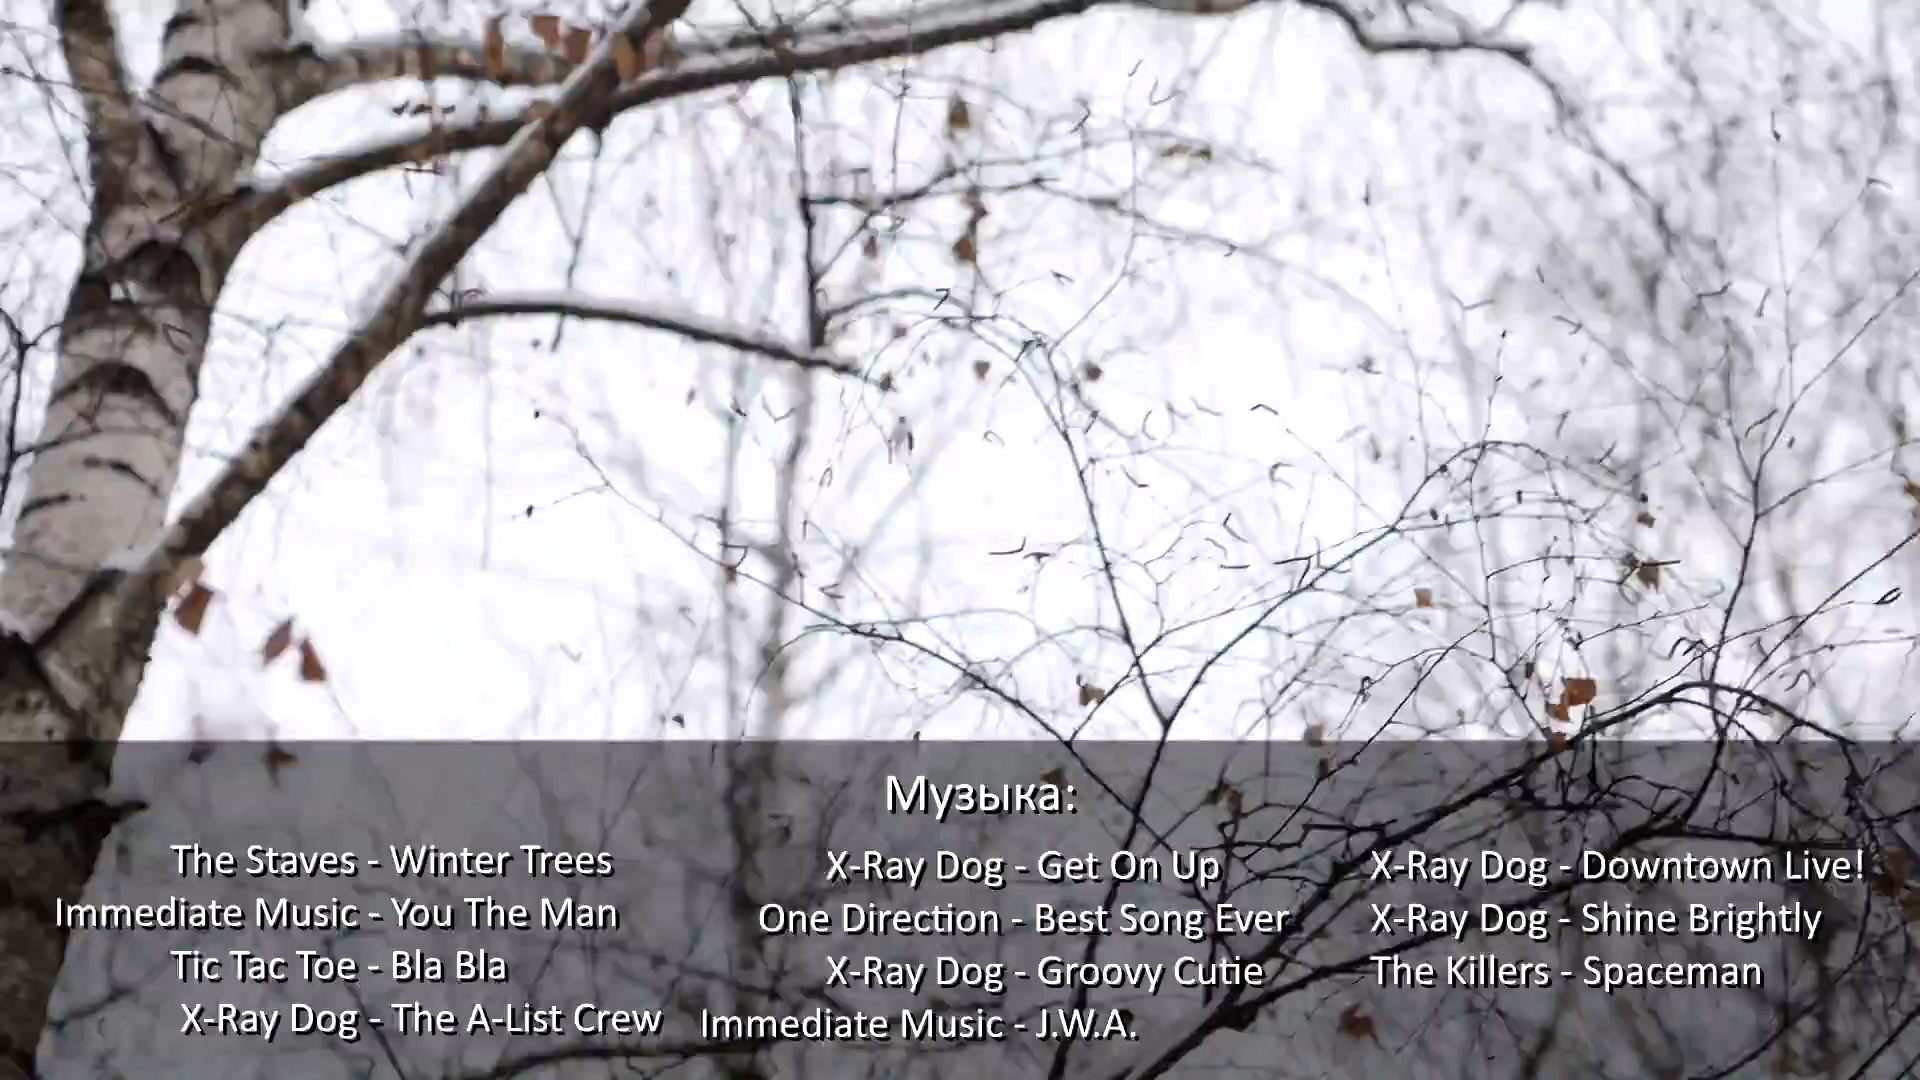 Музыка:
The Staves - Winter Trees
Immediate Music - You The Man
Tic Tac Toe - Bla Bla
X-Ray Dog - The A-List Crew
X-Ray Dog - Get On Up
One Direction - Best Song Ever
X-Ray Dog - Groovy Cutie
Immediate Music - J.W.A.
X-Ray Dog - Downtown Live!
X-Ray Dog - Shine Brightly
The Killers - Spaceman